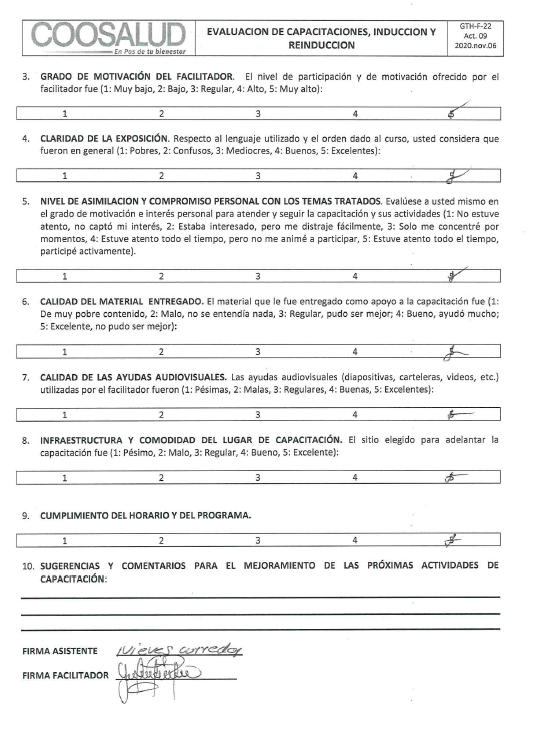 COOSALUD
En Pos de tu bienestar
EVALUACION DE CAPACITACIONES, INDUCCION Y
REINDUCCION
GTH-F-22
Act. 09
2020.nov.06
3. GRADO DE MOTIVACIÓN DEL FACILITADOR. El nivel de participación y de motivación ofrecido por el
facilitador fue (1: Muy bajo, 2: Bajo, 3: Regular, 4: Alto, 5: Muy alto):
1 2 3 4 5
4. CLARIDAD DE LA EXPOSICIÓN. Respecto al lenguaje utilizado y el orden dado al curso, usted considera que
fueron en general (1: Pobres, 2: Confusos, 3: Mediocres, 4: Buenos, 5: Excelentes):
1 2 3 4 5
5. NIVEL DE ASIMILACION Y COMPROMISO PERSONAL CON LOS TEMAS TRATADOS. Evalúese a usted mismo en
el grado de motivación e interés personal para atender y seguir la capacitación y sus actividades (1: No estuve
atento, no captó mi interés, 2: Estaba interesado, pero me distraje fácilmente, 3: Solo me concentré por
momentos, 4: Estuve atento todo el tiempo, pero no me animé a participar, 5: Estuve atento todo el tiempo,
participé activamente).
1 2 3 4 5
6. CALIDAD DEL MATERIAL ENTREGADO. El material que le fue entregado como apoyo a la capacitación fue (1:
De muy pobre contenido, 2: Malo, no se entendía nada, 3: Regular, pudo ser mejor; 4: Bueno, ayudó mucho;
5: Excelente, no pudo ser mejor):
1 2 3 4 5
7. CALIDAD DE LAS AYUDAS AUDIOVISUALES. Las ayudas audiovisuales (diapositivas, carteleras, videos, etc.)
utilizadas por el facilitador fueron (1: Pésimas, 2: Malas, 3: Regulares, 4: Buenas, 5: Excelentes):
1 2 3 4 5
8. INFRAESTRUCTURA Y COMODIDAD DEL LUGAR DE CAPACITACIÓN. El sitio elegido para adelantar la
capacitación fue (1: Pésimo, 2: Malo, 3: Regular, 4: Bueno, 5: Excelente):
1 2 3 4 5
9. CUMPLIMIENTO DEL HORARIO Y DEL PROGRAMA.
1 2 3 4 5
10. SUGERENCIAS Y COMENTARIOS PARA EL MEJORAMIENTO DE LAS PRÓXIMAS ACTIVIDADES DE
CAPACITACIÓN:
FIRMA ASISTENTE Nieves corredor
FIRMA FACILITADOR